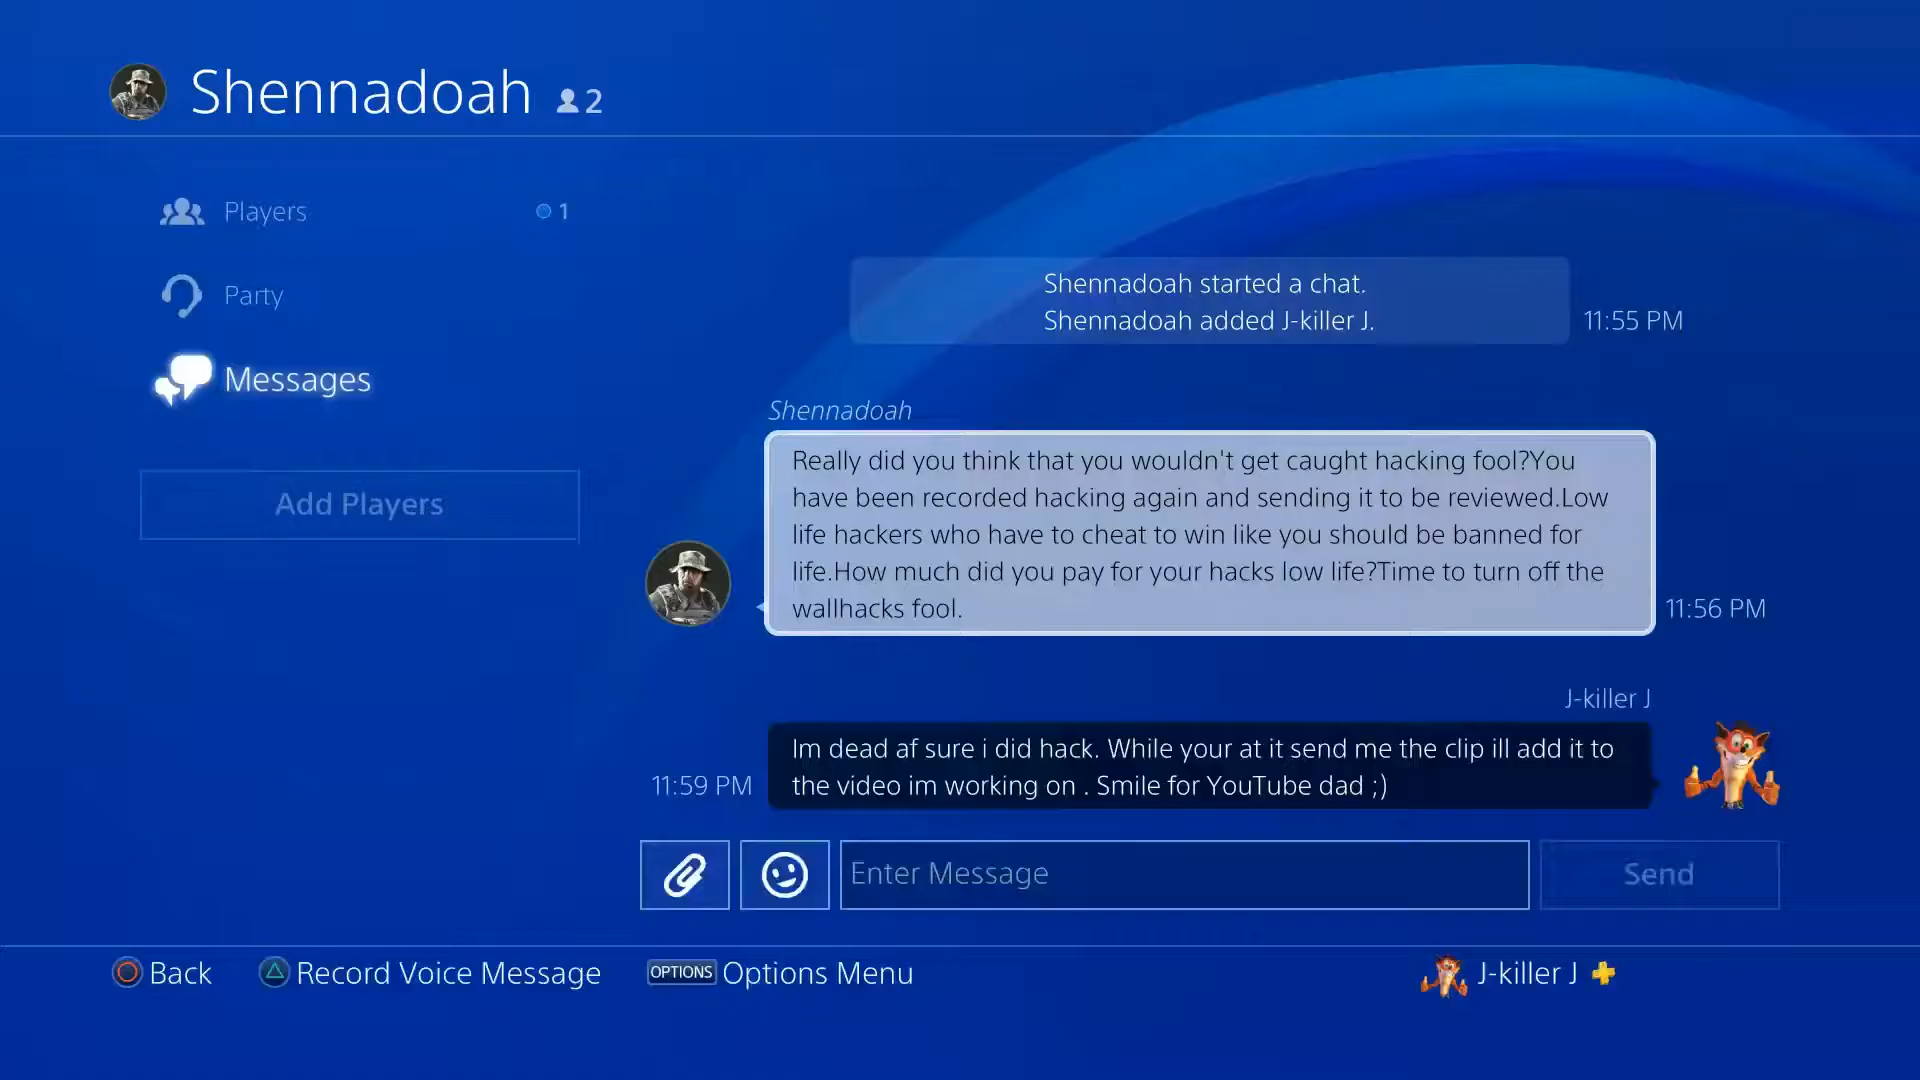 Shennadoah 2
Players 1
Party
Messages
Add Players
Shennadoah started a chat.
Shennadoah added J-killer J.
11:55 PM
Shennadoah
Really did you think that you wouldn't get caught hacking fool?You
have been recorded hacking again and sending it to be reviewed.Low
life hackers who have to cheat to win like you should be banned for
life.How much did you pay for your hacks low life?Time to turn off the
wallhacks fool.
11:56 PM
J-killer J
Im dead af sure i did hack. While your at it send me the clip ill add it to
the video im working on . Smile for YouTube dad ;)
11:59 PM
Enter Message
Send
Back
Record Voice Message
OPTIONS Options Menu
J-killer J